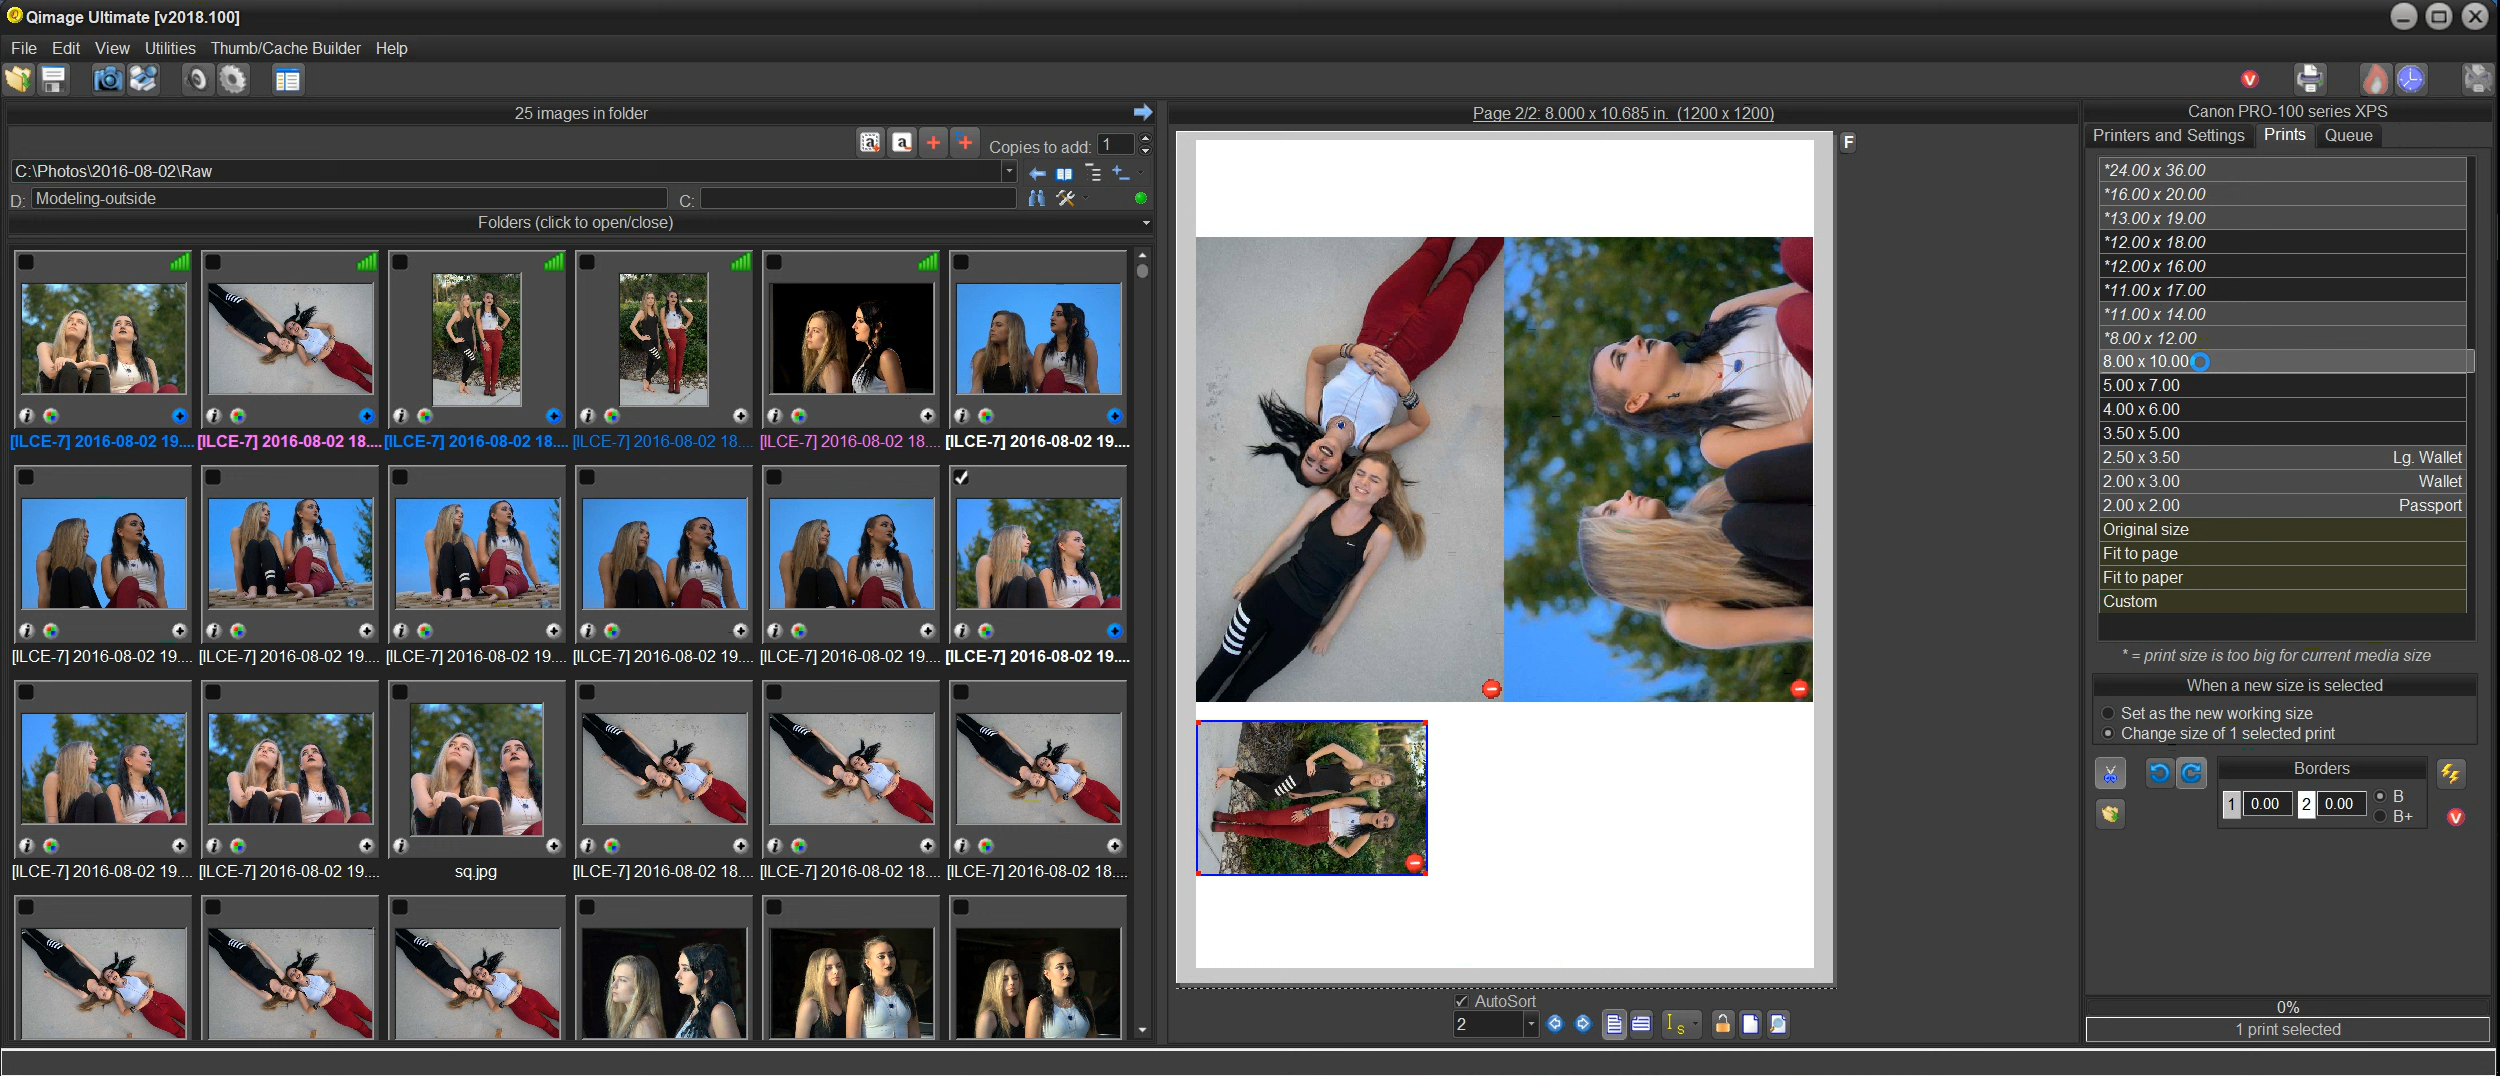 Qimage Ultimate [v2018.100]
File Edit View Utilities Thumb/Cache Builder Help
25 images in folder
Copies to add: 1
C:\Photos\2016-08-02\Raw
D: Modeling-outside C:
Folders (click to open/close)
[ILCE-7] 2016-08-02 19.... [ILCE-7] 2016-08-02 18.... [ILCE-7] 2016-08-02 18.... [ILCE-7] 2016-08-02 18.... [ILCE-7] 2016-08-02 18.... [ILCE-7] 2016-08-02 19....
[ILCE-7] 2016-08-02 19.... [ILCE-7] 2016-08-02 19.... [ILCE-7] 2016-08-02 19.... [ILCE-7] 2016-08-02 19.... [ILCE-7] 2016-08-02 19.... [ILCE-7] 2016-08-02 19....
[ILCE-7] 2016-08-02 19.... [ILCE-7] 2016-08-02 19.... sq.jpg [ILCE-7] 2016-08-02 18.... [ILCE-7] 2016-08-02 18.... [ILCE-7] 2016-08-02 18....
Page 2/2: 8.000 x 10.685 in. (1200 x 1200)
F
AutoSort
2
Canon PRO-100 series XPS
Printers and Settings Prints Queue
*24.00 x 36.00
*16.00 x 20.00
*13.00 x 19.00
*12.00 x 18.00
*12.00 x 16.00
*11.00 x 17.00
*11.00 x 14.00
*8.00 x 12.00
8.00 x 10.00
5.00 x 7.00
4.00 x 6.00
3.50 x 5.00
2.50 x 3.50 Lg. Wallet
2.00 x 3.00 Wallet
2.00 x 2.00 Passport
Original size
Fit to page
Fit to paper
Custom
* = print size is too big for current media size
When a new size is selected
Set as the new working size
Change size of 1 selected print
Borders
1 0.00 2 0.00 B
B+
0%
1 print selected